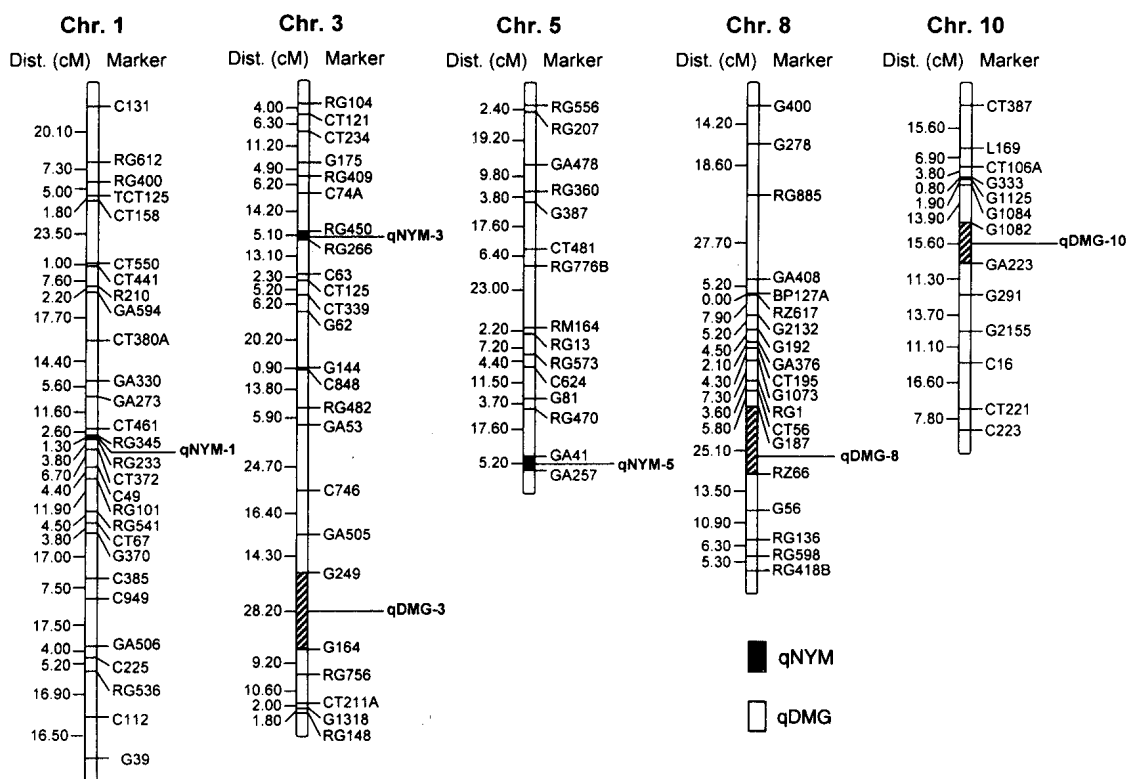 Chr. 1
Dist. (cM) Marker
C131
20.10
RG612
7.30
RG400
5.00
TCT125
1.80
CT158
23.50
CT550
1.00
CT441
7.60
R210
2.20
GA594
17.70
CT380A
14.40
GA330
5.60
GA273
11.60
CT461
2.60
RG345
1.30
qNYM-1
3.80
RG233
6.70
CT372
4.40
C49
11.90
RG101
4.50
RG541
3.80
CT67
17.00
G370
C385
7.50
C949
17.50
GA506
4.00
C225
5.20
RG536
16.90
C112
16.50
G39
Chr. 3
Dist. (cM) Marker
RG104
4.00
CT121
6.30
CT234
11.20
G175
4.90
RG409
6.20
C74A
14.20
RG450
5.10
qNYM-3
RG266
13.10
C63
2.30
CT125
5.20
CT339
6.20
G62
20.20
G144
0.90
C848
13.80
RG482
5.90
GA53
24.70
C746
16.40
GA505
14.30
G249
28.20
qDMG-3
G164
9.20
RG756
10.60
CT211A
2.00
G1318
1.80
RG148
Chr. 5
Dist. (cM) Marker
RG556
2.40
RG207
19.20
GA478
9.80
RG360
3.80
G387
17.60
CT481
6.40
RG776B
23.00
RM164
2.20
RG13
7.20
RG573
4.40
C624
11.50
G81
3.70
RG470
17.60
GA41
5.20
qNYM-5
GA257
Chr. 8
Dist. (cM) Marker
G400
14.20
G278
18.60
RG885
27.70
GA408
5.20
BP127A
0.00
RZ617
7.90
G2132
5.20
G192
4.50
GA376
2.10
CT195
4.30
G1073
7.30
RG1
3.60
CT56
5.80
G187
25.10
qDMG-8
RZ66
13.50
G56
10.90
RG136
6.30
RG598
5.30
RG418B
Chr. 10
Dist. (cM) Marker
CT387
15.60
L169
6.90
CT106A
3.80
G333
0.80
G1125
1.90
G1084
13.90
G1082
15.60
qDMG-10
GA223
11.30
G291
13.70
G2155
11.10
C16
16.60
CT221
7.80
C223
qNYM
qDMG